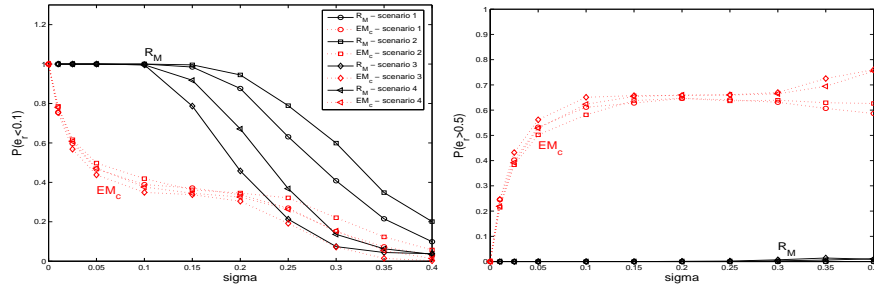 R_M
R_M – scenario 1
EM_c – scenario 1
R_M – scenario 2
EM_c – scenario 2
R_M – scenario 3
EM_c – scenario 3
R_M – scenario 4
EM_c – scenario 4
EM_c
P(e_r<0.1)
1.2
1
0.8
0.6
0.4
0.2
0
0 0.05 0.1 0.15 0.2 0.25 0.3 0.35 0.4
sigma
P(e_r>0.5)
1
0.9
0.8
0.7
0.6
0.5
0.4
0.3
0.2
0.1
0
EM_c
R_M
0 0.05 0.1 0.15 0.2 0.25 0.3 0.35 0.4
sigma